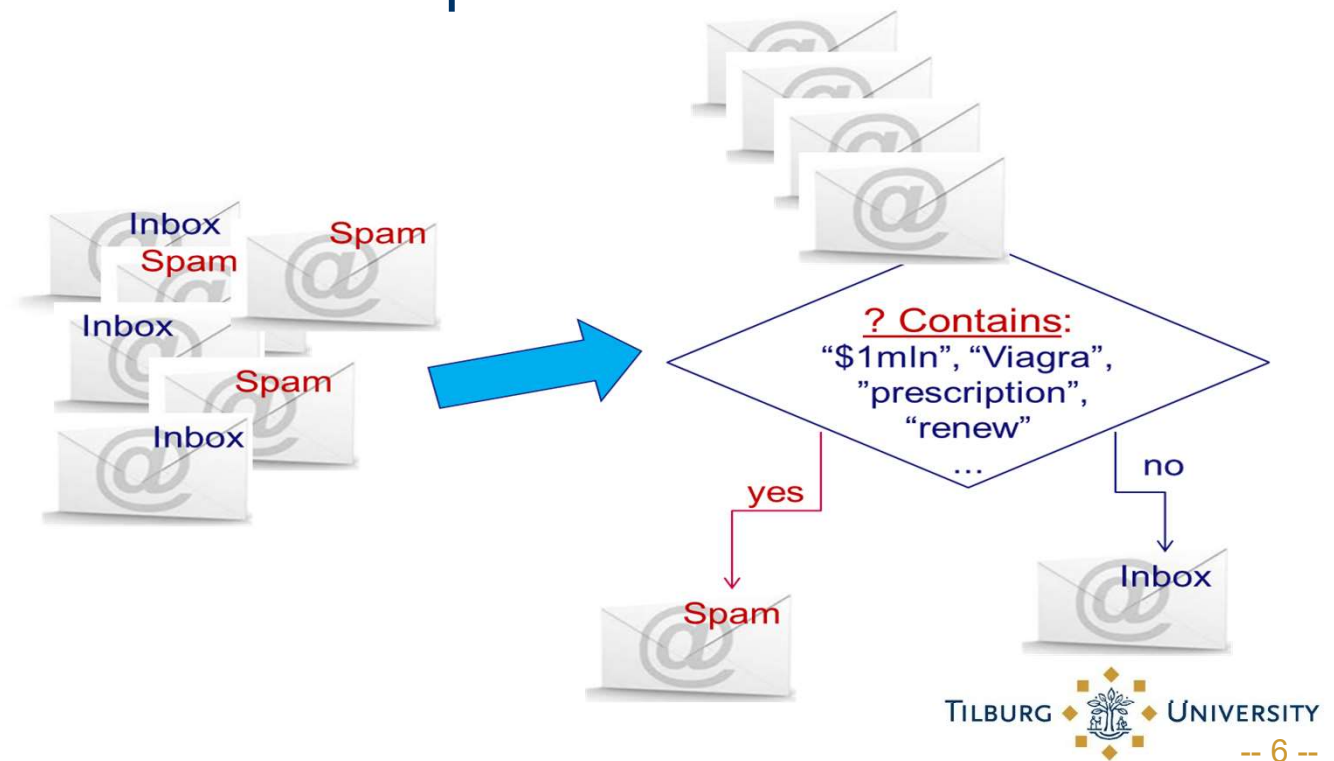 Inbox
Spam
Spam
Inbox
Spam
Inbox
? Contains:
“$1mln”, “Viagra”,
”prescription”,
“renew”
...
yes
no
Spam
Inbox
TILBURG UNIVERSITY
-- 6 --